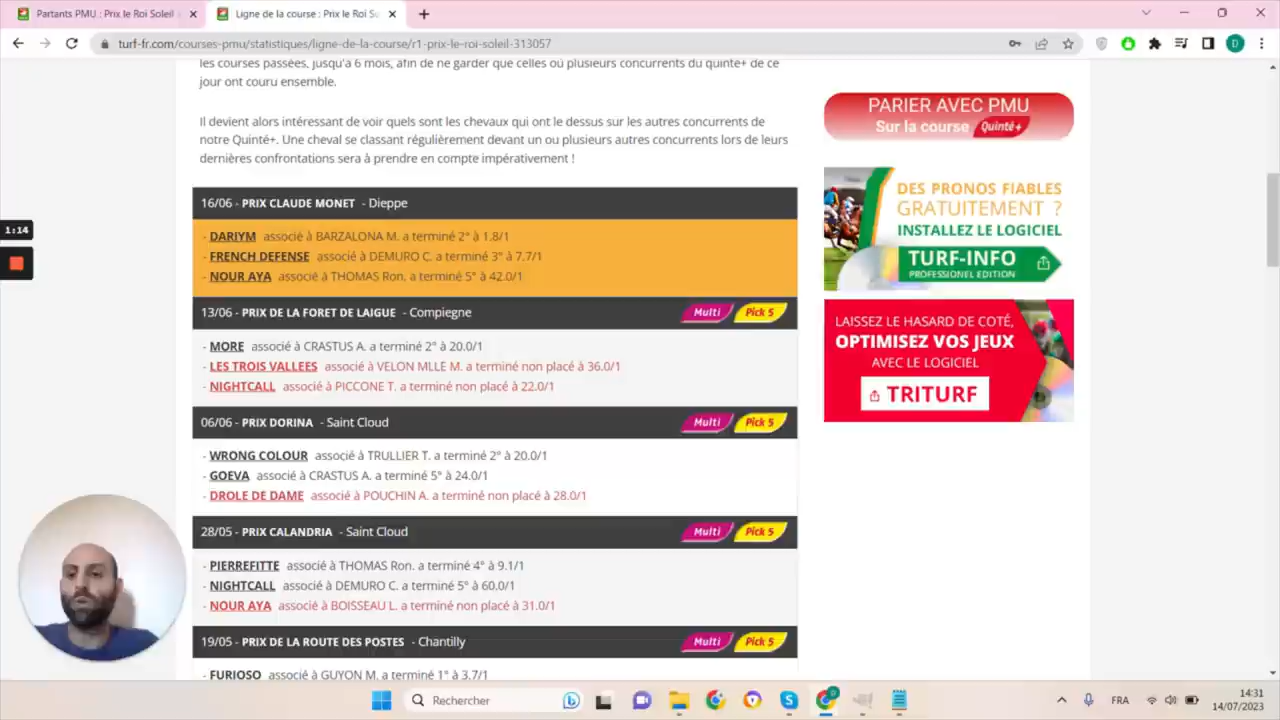 Partants PMU : Prix le Roi Soleil
Ligne de la course : Prix le Roi Su
turf-fr.com/courses-pmu/statistiques/ligne-de-la-course/r1-prix-le-roi-soleil-313057
D
les courses passées, jusqu'a 6 mois, afin de ne garder que celles ou plusieurs concurrents du quinte+ de ce
jour ont couru ensemble.
Il devient alors intéressant de voir quels sont les chevaux qui ont le dessus sur les autres concurrents de
notre Quinté+. Une cheval se classant régulièrement devant un ou plusieurs autres concurrents lors de leurs
dernières confrontations sera à prendre en compte impérativement !
16/06 - PRIX CLAUDE MONET - Dieppe
- DARIYM associé à BARZALONA M. a terminé 2° à 1.8/1
- FRENCH DEFENSE associé à DEMURO C. a terminé 3° à 7.7/1
- NOUR AYA associé à THOMAS Ron. a terminé 5° à 42.0/1
13/06 - PRIX DE LA FORET DE LAIGUE - Compiegne Multi Pick 5
- MORE associé à CRASTUS A. a terminé 2° à 20.0/1
- LES TROIS VALLEES associé à VELON MLLE M. a terminé non placé à 36.0/1
- NIGHTCALL associé à PICCONE T. a terminé non placé à 22.0/1
06/06 - PRIX DORINA - Saint Cloud Multi Pick 5
- WRONG COLOUR associé à TRULLIER T. a terminé 2° à 20.0/1
- GOEVA associé à CRASTUS A. a terminé 5° à 24.0/1
- DROLE DE DAME associé à POUCHIN A. a terminé non placé à 28.0/1
28/05 - PRIX CALANDRIA - Saint Cloud Multi Pick 5
- PIERREFITTE associé à THOMAS Ron. a terminé 4° à 9.1/1
- NIGHTCALL associé à DEMURO C. a terminé 5° à 60.0/1
- NOUR AYA associé à BOISSEAU L. a terminé non placé à 31.0/1
19/05 - PRIX DE LA ROUTE DES POSTES - Chantilly Multi Pick 5
- FURIOSO associé à GUYON M. a terminé 1° à 3.7/1
PARIER AVEC PMU
Sur la course Quinté+
DES PRONOS FIABLES
GRATUITEMENT ?
INSTALLEZ LE LOGICIEL
TURF-INFO
PROFESSIONEL EDITION
LAISSEZ LE HASARD DE COTÉ,
OPTIMISEZ VOS JEUX
AVEC LE LOGICIEL
TRITURF
1:14
Rechercher
FRA
14:31
14/07/2023